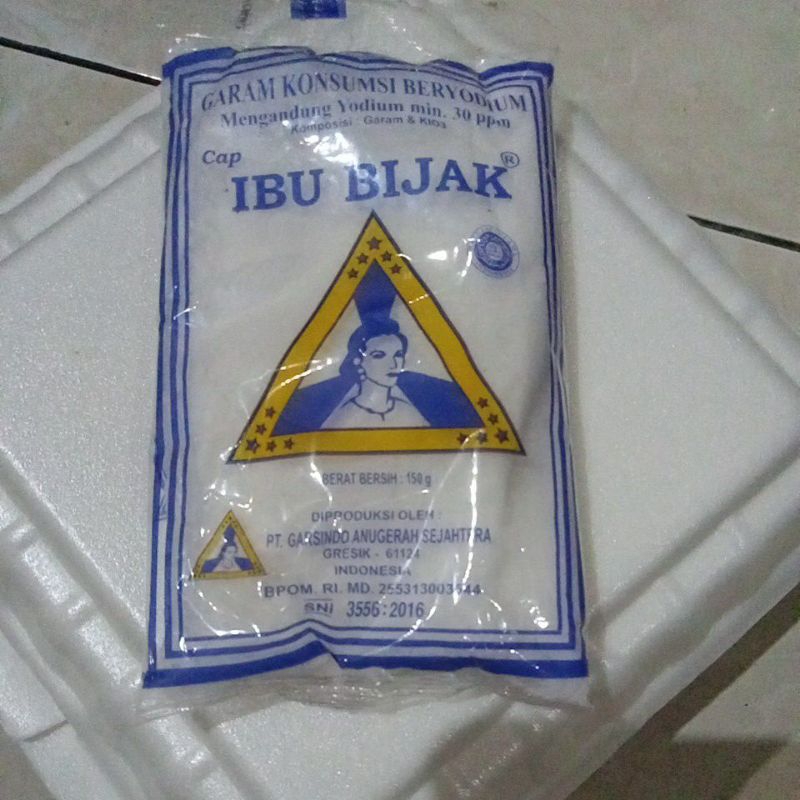 GARAM KONSUMSI BERYODIUM
Mengandung Yodium min. 30 ppm
Komposisi : Garam & KIO3
Cap
IBU BIJAK ®
BERAT BERSIH : 150 g
DIPRODUKSI OLEH :
PT. GARSINDO ANUGERAH SEJAHTERA
GRESIK - 61124
INDONESIA
BPOM. RI. MD. 255313003544
SNI 3556:2016